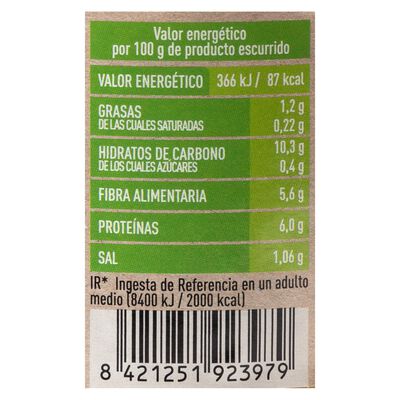 Valor energético
por 100 g de producto escurrido
VALOR ENERGÉTICO 366 kJ / 87 kcal
GRASAS 1,2 g
DE LAS CUALES SATURADAS 0,22 g
HIDRATOS DE CARBONO 10,3 g
DE LOS CUALES AZÚCARES 0,4 g
FIBRA ALIMENTARIA 5,6 g
PROTEÍNAS 6,0 g
SAL 1,06 g
IR* Ingesta de Referencia en un adulto
medio (8400 kJ / 2000 kcal)
8 421251 923979